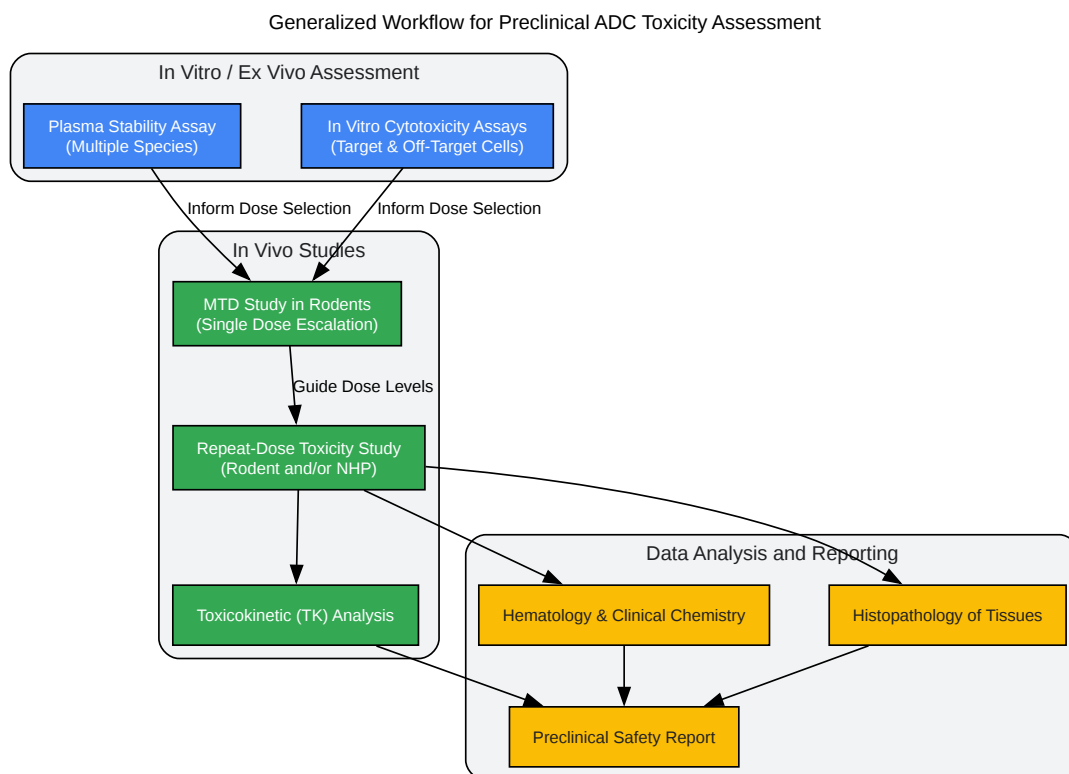 Generalized Workflow for Preclinical ADC Toxicity Assessment
In Vitro / Ex Vivo Assessment
Plasma Stability Assay
(Multiple Species)
In Vitro Cytotoxicity Assays
(Target & Off-Target Cells)
Inform Dose Selection
Inform Dose Selection
In Vivo Studies
MTD Study in Rodents
(Single Dose Escalation)
Guide Dose Levels
Repeat-Dose Toxicity Study
(Rodent and/or NHP)
Data Analysis and Reporting
Toxicokinetic (TK) Analysis
Hematology & Clinical Chemistry
Histopathology of Tissues
Preclinical Safety Report